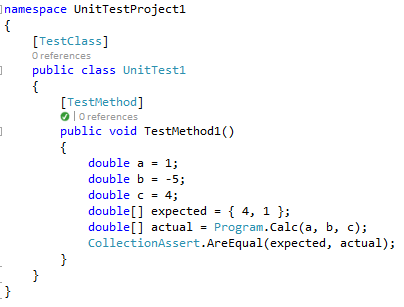 namespace UnitTestProject1
{
[TestClass]
0 references
public class UnitTest1
{
[TestMethod]
| 0 references
public void TestMethod1()
{
double a = 1;
double b = -5;
double c = 4;
double[] expected = { 4, 1 };
double[] actual = Program.Calc(a, b, c);
CollectionAssert.AreEqual(expected, actual);
}
}
}